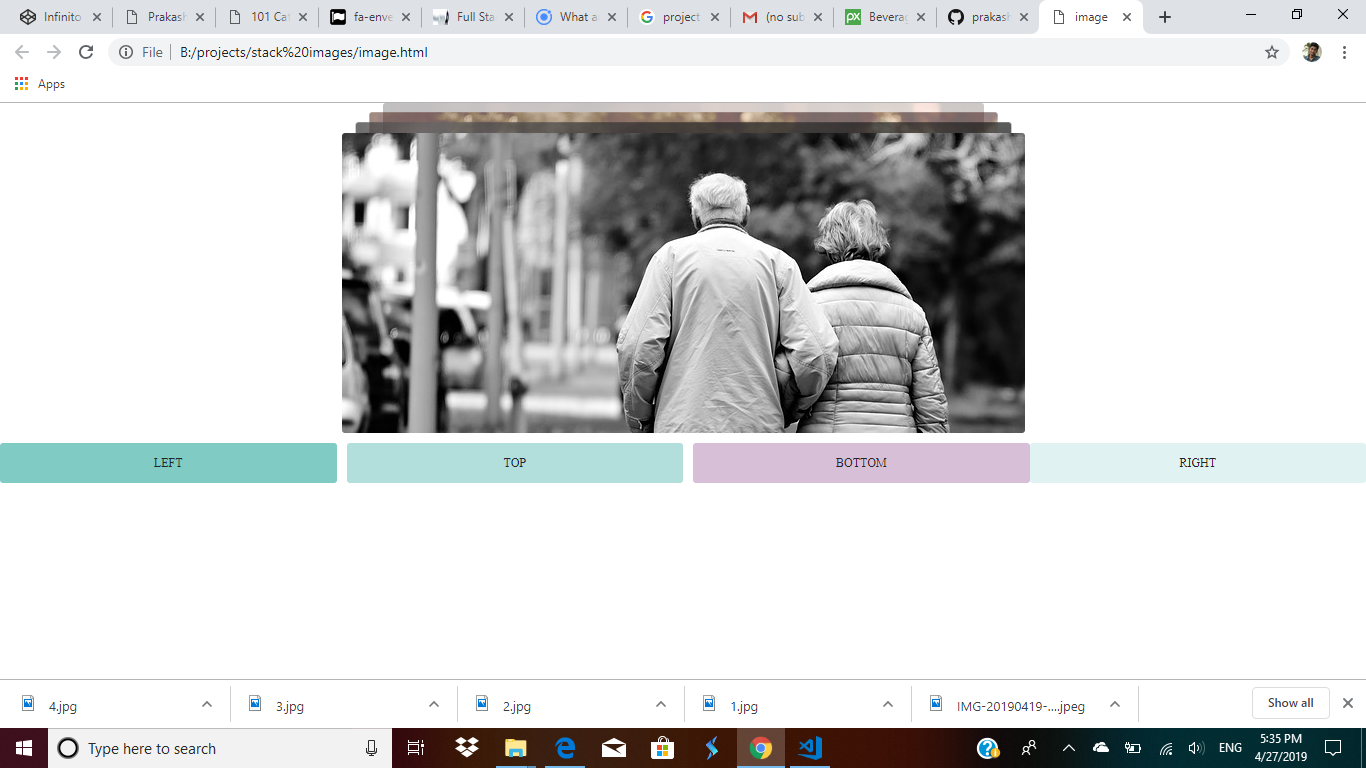 Infinito
Prakash
101 Cat
fa-enve
Full Sta
What a
project
(no sub
Beverag
prakash
image
File
B:/projects/stack%20images/image.html
Apps
LEFT
TOP
BOTTOM
RIGHT
4.jpg
3.jpg
2.jpg
1.jpg
IMG-20190419-....jpeg
Show all
Type here to search
ENG
5:35 PM
4/27/2019